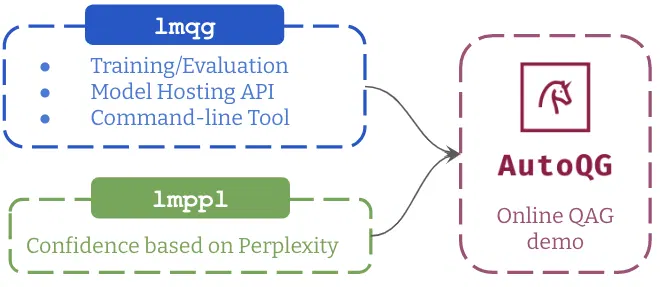 lmqg
● Training/Evaluation
● Model Hosting API
● Command-line Tool
lmppl
Confidence based on Perplexity
AutoQG
Online QAG
demo